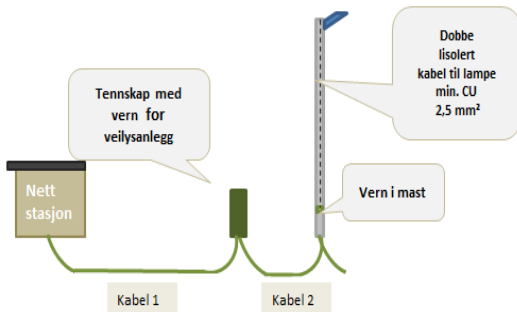 Dobbe
lisolert
kabel til lampe
min. CU
2,5 mm²
Tennskap med
vern for
veilysanlegg
Nett
stasjon
Vern i mast
Kabel 1
Kabel 2